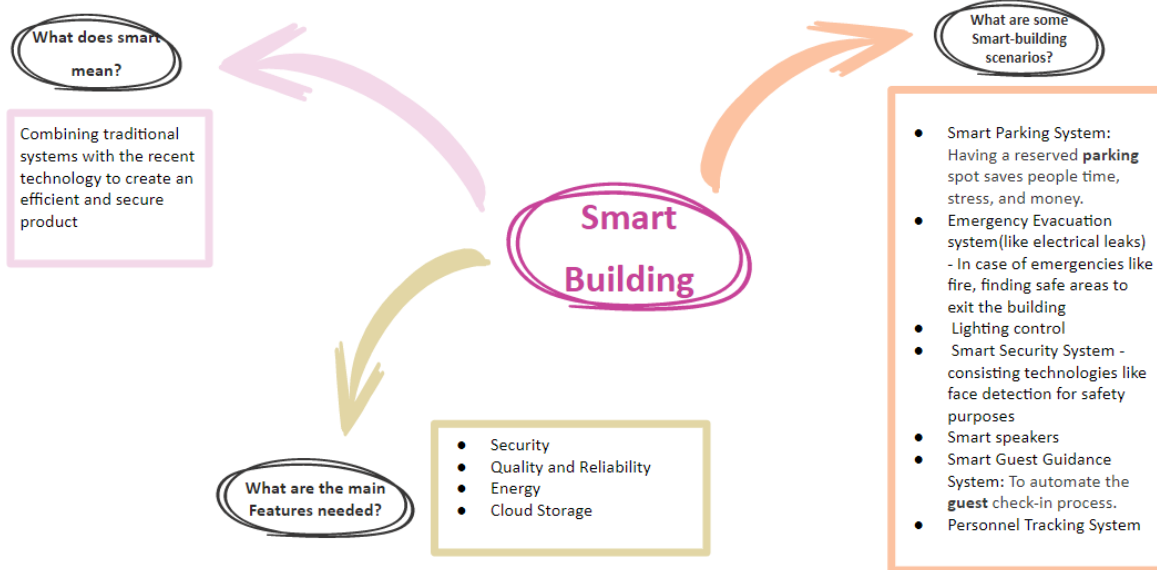 What does smart
mean?
Combining traditional
systems with the recent
technology to create an
efficient and secure
product
Smart
Building
What are some
Smart-building
scenarios?
● Smart Parking System:
Having a reserved parking
spot saves people time,
stress, and money.
● Emergency Evacuation
system(like electrical leaks)
- In case of emergencies like
fire, finding safe areas to
exit the building
● Lighting control
● Smart Security System -
consisting technologies like
face detection for safety
purposes
● Smart speakers
● Smart Guest Guidance
System: To automate the
guest check-in process.
● Personnel Tracking System
What are the main
Features needed?
● Security
● Quality and Reliability
● Energy
● Cloud Storage